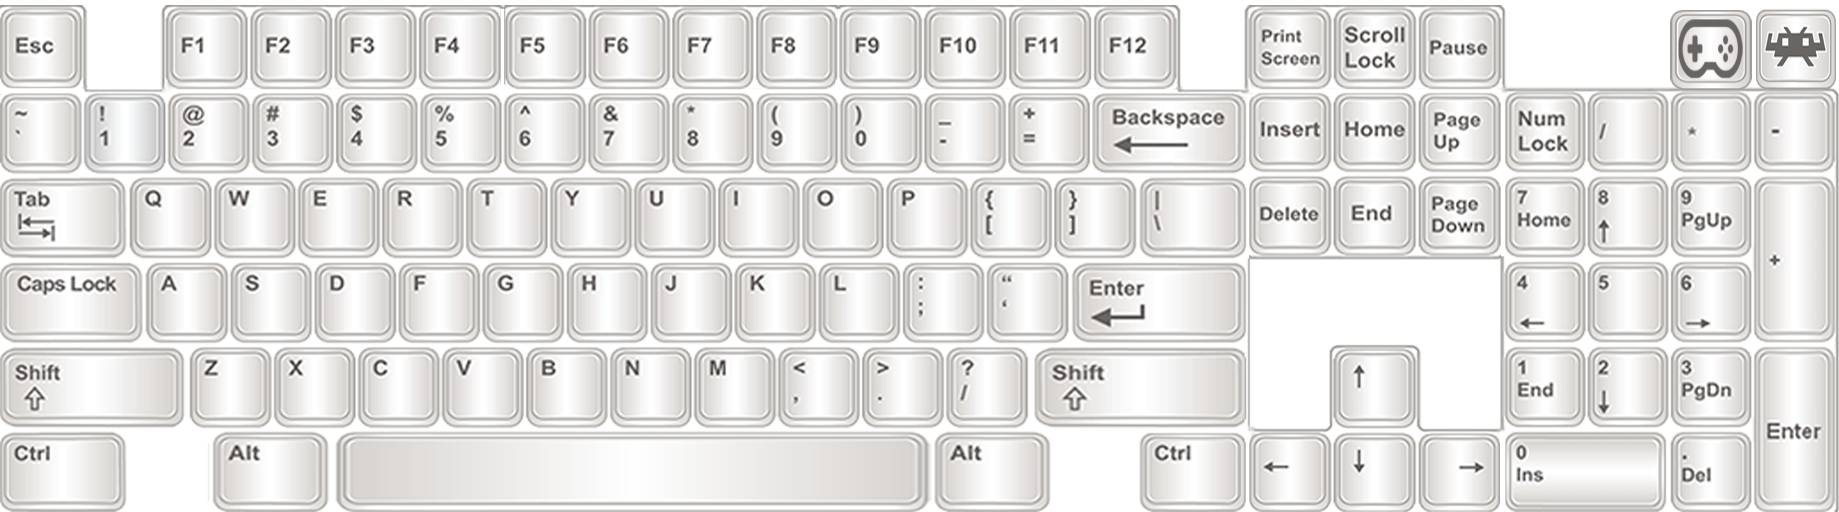 Esc F1 F2 F3 F4 F5 F6 F7 F8 F9 F10 F11 F12 Print Screen Scroll Lock Pause
~ ` ! 1 @ 2 # 3 $ 4 % 5 ^ 6 & 7 * 8 ( 9 ) 0 _ - + = Backspace Insert Home Page Up Num Lock / * -
Tab Q W E R T Y U I O P { [ } ] | \ Delete End Page Down 7 Home 8 ↑ 9 PgUp +
Caps Lock A S D F G H J K L : ; “ ‘ Enter 4 ← 5 6 →
Shift Z X C V B N M < , > . ? / Shift ↑ 1 End 2 ↓ 3 PgDn Enter
Ctrl Alt Alt Ctrl ← ↓ → 0 Ins . Del